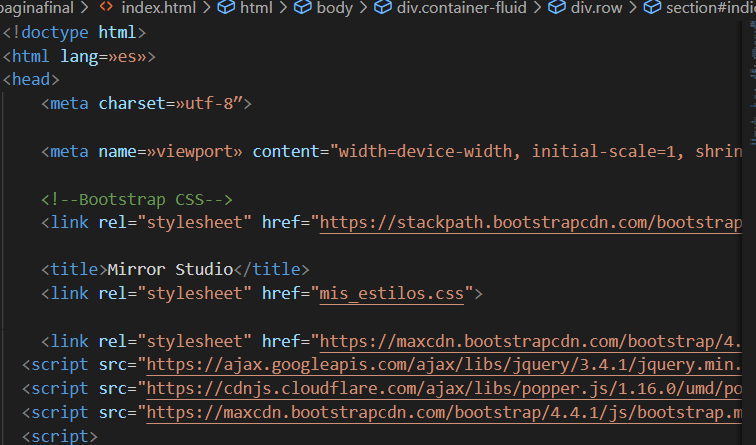 paginafinal > <> index.html > html > body > div.container-fluid > div.row > section#indi
<!doctype html>
<html lang=»es»>
<head>
<meta charset=»utf-8″>
<meta name=»viewport» content="width=device-width, initial-scale=1, shrin
<!--Bootstrap CSS-->
<link rel="stylesheet" href="https://stackpath.bootstrapcdn.com/bootstrap
<title>Mirror Studio</title>
<link rel="stylesheet" href="mis_estilos.css">
<link rel="stylesheet" href="https://maxcdn.bootstrapcdn.com/bootstrap/4.
<script src="https://ajax.googleapis.com/ajax/libs/jquery/3.4.1/jquery.min.
<script src="https://cdnjs.cloudflare.com/ajax/libs/popper.js/1.16.0/umd/po
<script src="https://maxcdn.bootstrapcdn.com/bootstrap/4.4.1/js/bootstrap.m
<script>